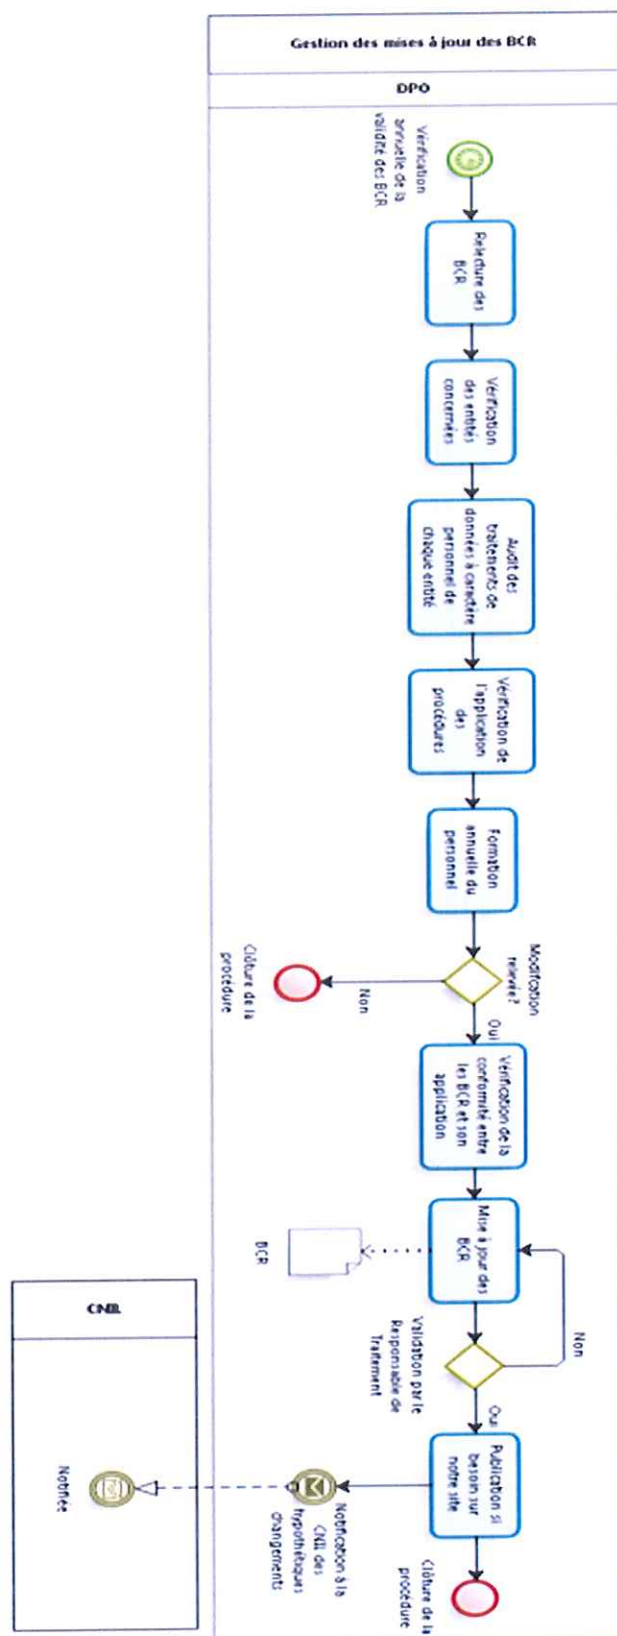 Gestion des mises à jour des BCR
DPO
Vérification
annuelle de la
validité des BCR
Relecture des
BCR
Vérification
des entités
concernées
Audit des
traitements de
données à caractère
personnel de
chaque entité
Vérification de
l'application
des
procédures
Formation
annuelle du
personnel
Modification
relevée?
Non
Clôture de la
procédure
Oui
Vérification de la
conformité entre
les BCR et son
application
Mise à jour des
BCR
BCR
Non
Validation par le
Responsable de
Traitement
Oui
Publication si
besoin sur
notre site
Clôture de la
procédure
Notification à la
CNIL des
hypothétiques
changements
CNIL
Notifiée